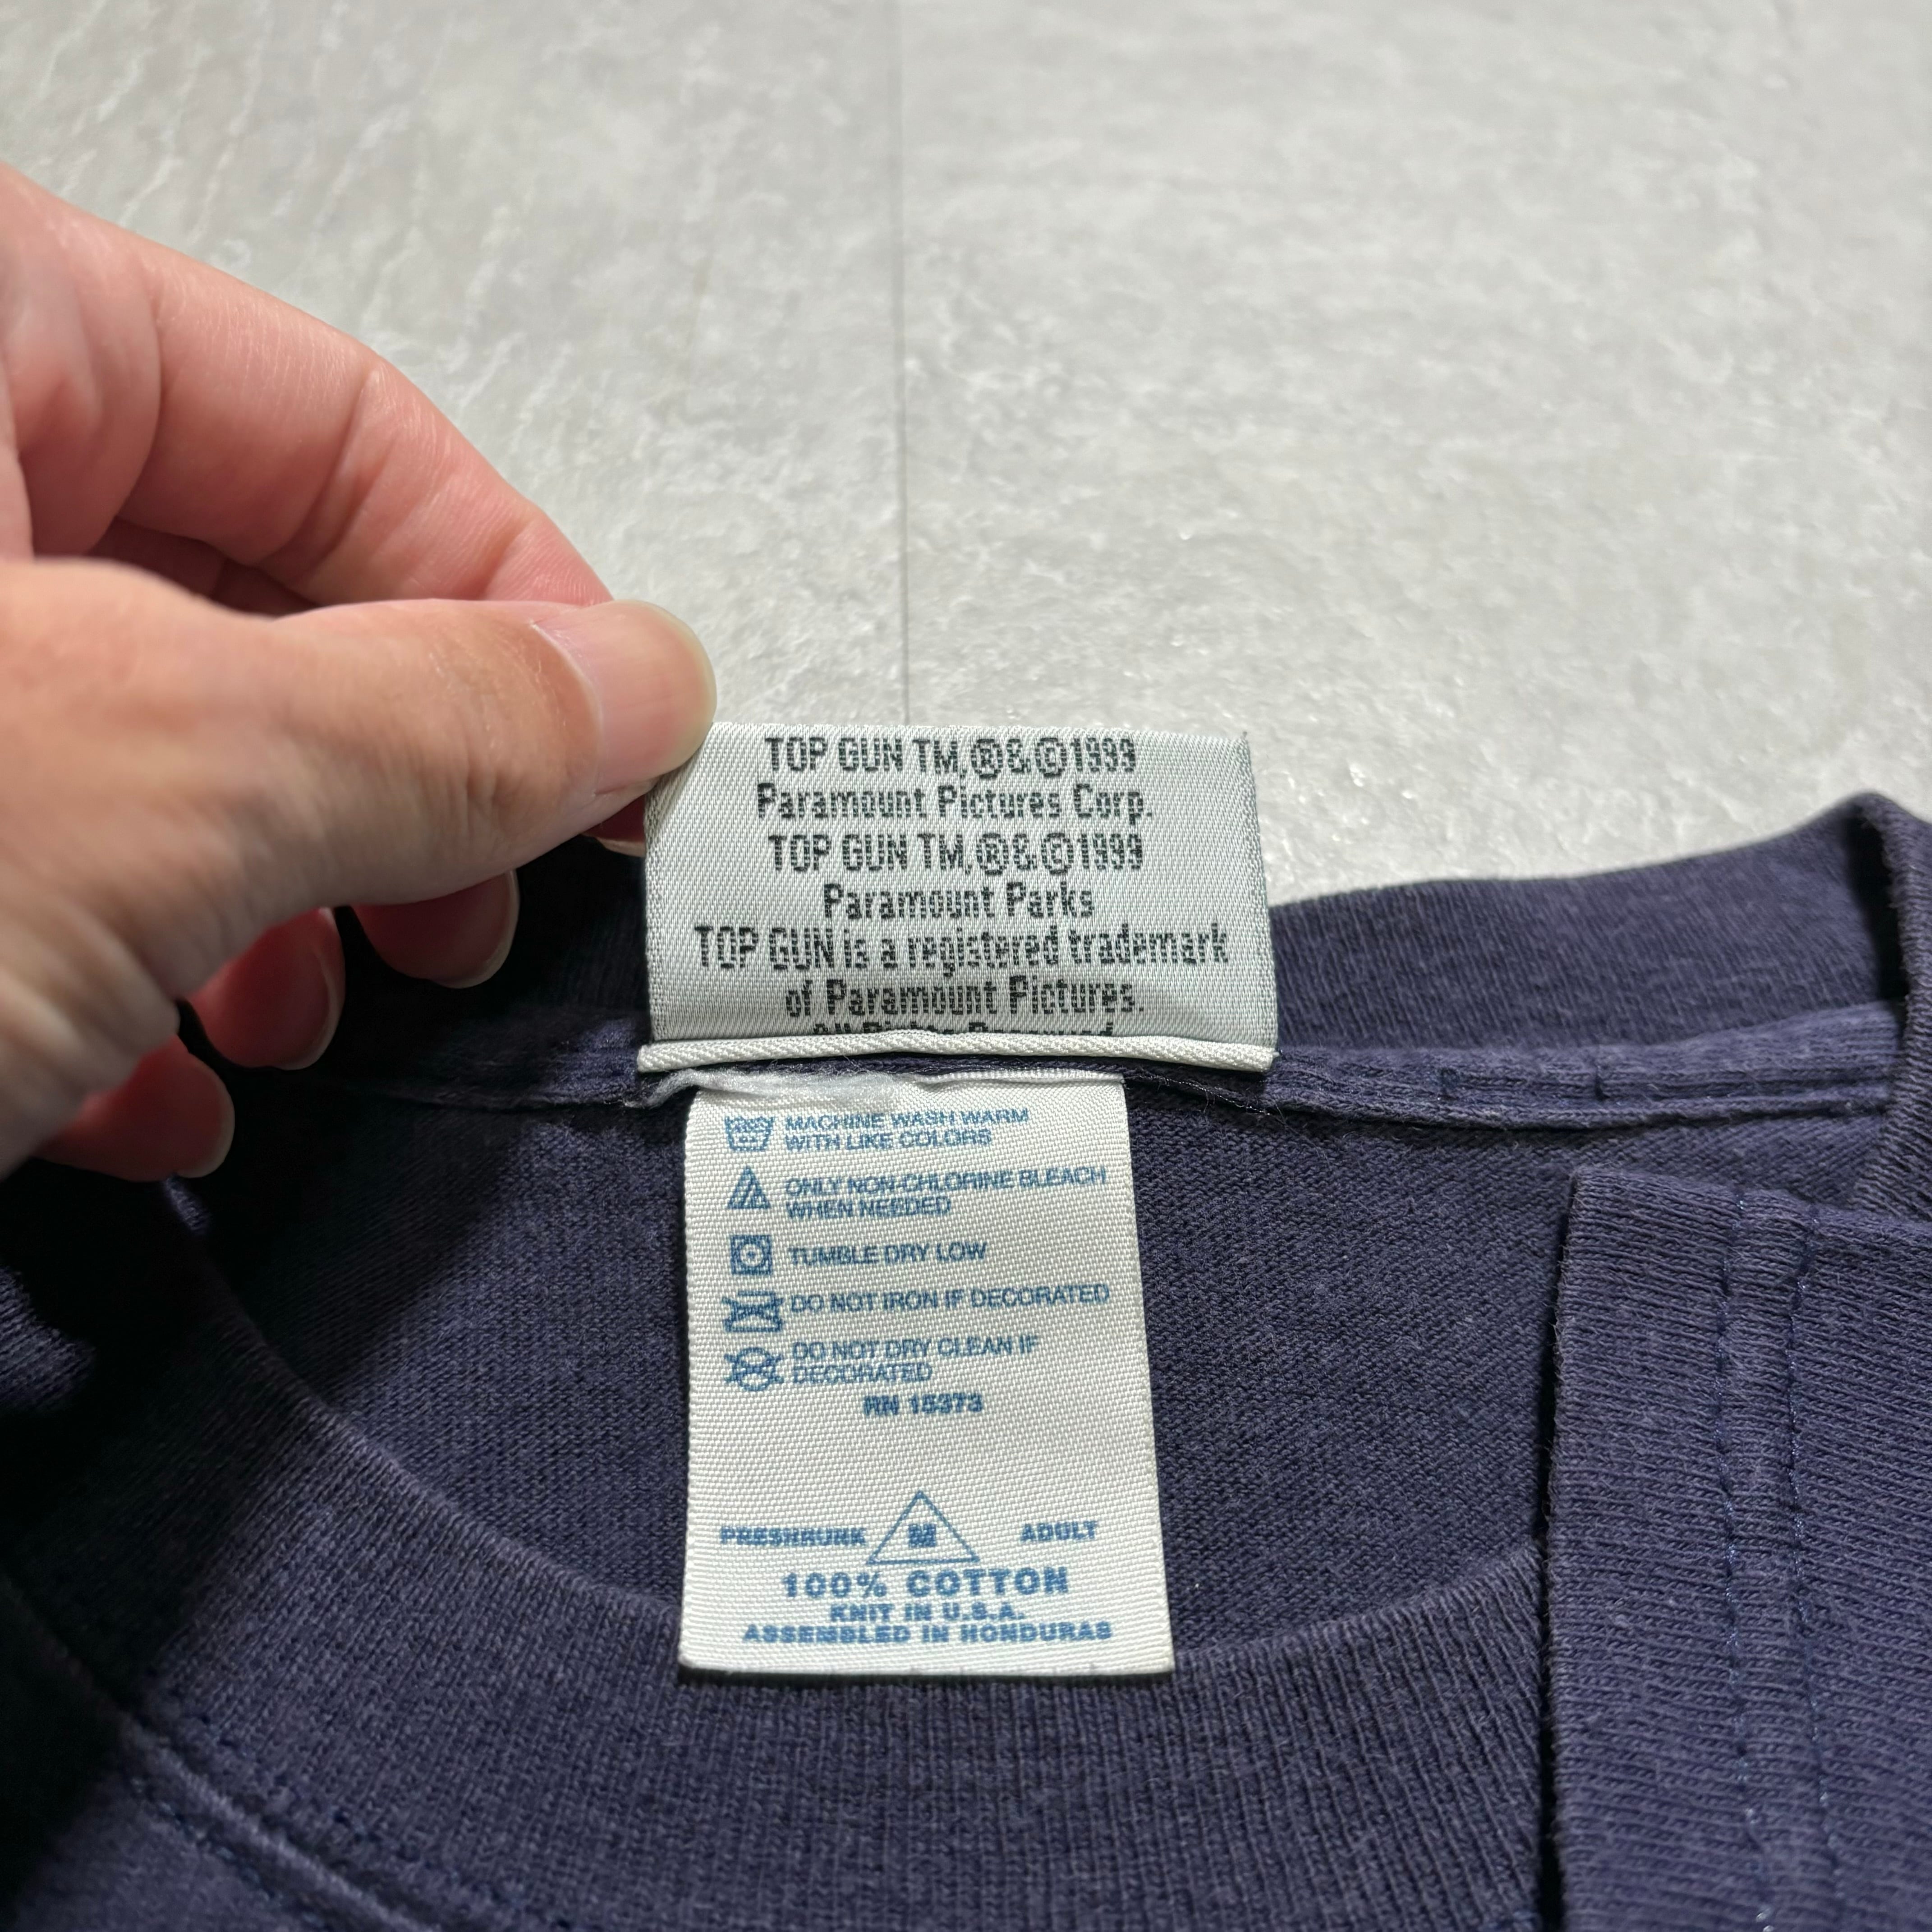 TOP GUN TM,®&©1999
Paramount Pictures Corp.
TOP GUN TM,®&©1999
Paramount Parks
TOP GUN is a registered trademark
of Paramount Pictures.
All Rights Reserved.
MACHINE WASH WARM
WITH LIKE COLORS
ONLY NON-CHLORINE BLEACH
WHEN NEEDED
TUMBLE DRY LOW
DO NOT IRON IF DECORATED
DO NOT DRY CLEAN IF
DECORATED
RN 15373
PRESHRUNK M ADULT
100% COTTON
KNIT IN U.S.A.
ASSEMBLED IN HONDURAS